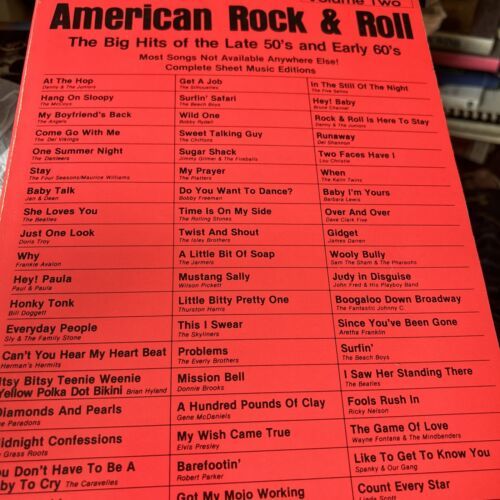 Volume Two
American Rock & Roll
The Big Hits of the Late 50's and Early 60's
Most Songs Not Available Anywhere Else!
Complete Sheet Music Editions
At The Hop
Danny & The Juniors
Hang On Sloopy
The McCoys
My Boyfriend's Back
The Angels
Come Go With Me
The Del Vikings
One Summer Night
The Danleers
Stay
The Four Seasons/Maurice Williams
Baby Talk
Jan & Dean
She Loves You
The Beatles
Just One Look
Doris Troy
Why
Frankie Avalon
Hey! Paula
Paul & Paula
Honky Tonk
Bill Doggett
Everyday People
Sly & The Family Stone
Can't You Hear My Heart Beat
Herman's Hermits
Itsy Bitsy Teenie Weenie
Yellow Polka Dot Bikini Brian Hyland
Diamonds And Pearls
The Paradons
Midnight Confessions
Grass Roots
You Don't Have To Be A
Baby To Cry The Caravelles
Get A Job
The Silhouettes
Surfin' Safari
The Beach Boys
Wild One
Bobby Rydell
Sweet Talking Guy
The Chiffons
Sugar Shack
Jimmy Gilmer & The Fireballs
My Prayer
The Platters
Do You Want To Dance?
Bobby Freeman
Time Is On My Side
The Rolling Stones
Twist And Shout
The Isley Brothers
A Little Bit Of Soap
The Jarmels
Mustang Sally
Wilson Pickett
Little Bitty Pretty One
Thurston Harris
This I Swear
The Skyliners
Problems
The Everly Brothers
Mission Bell
Donnie Brooks
A Hundred Pounds Of Clay
Gene McDaniels
My Wish Came True
Elvis Presley
Barefootin'
Robert Parker
Got My Mojo Working
In The Still Of The Night
The Five Satins
Hey! Baby
Bruce Channel
Rock & Roll Is Here To Stay
Danny & The Juniors
Runaway
Del Shannon
Two Faces Have I
Lou Christie
When
The Kalin Twins
Baby I'm Yours
Barbara Lewis
Over And Over
Dave Clark Five
Gidget
James Darren
Wooly Bully
Sam The Sham & The Pharaohs
Judy in Disguise
John Fred & His Playboy Band
Boogaloo Down Broadway
The Fantastic Johnny C.
Since You've Been Gone
Aretha Franklin
Surfin'
The Beach Boys
I Saw Her Standing There
The Beatles
Fools Rush In
Ricky Nelson
The Game Of Love
Wayne Fontana & The Mindbenders
Like To Get To Know You
Spanky & Our Gang
Count Every Star
Linda Scott